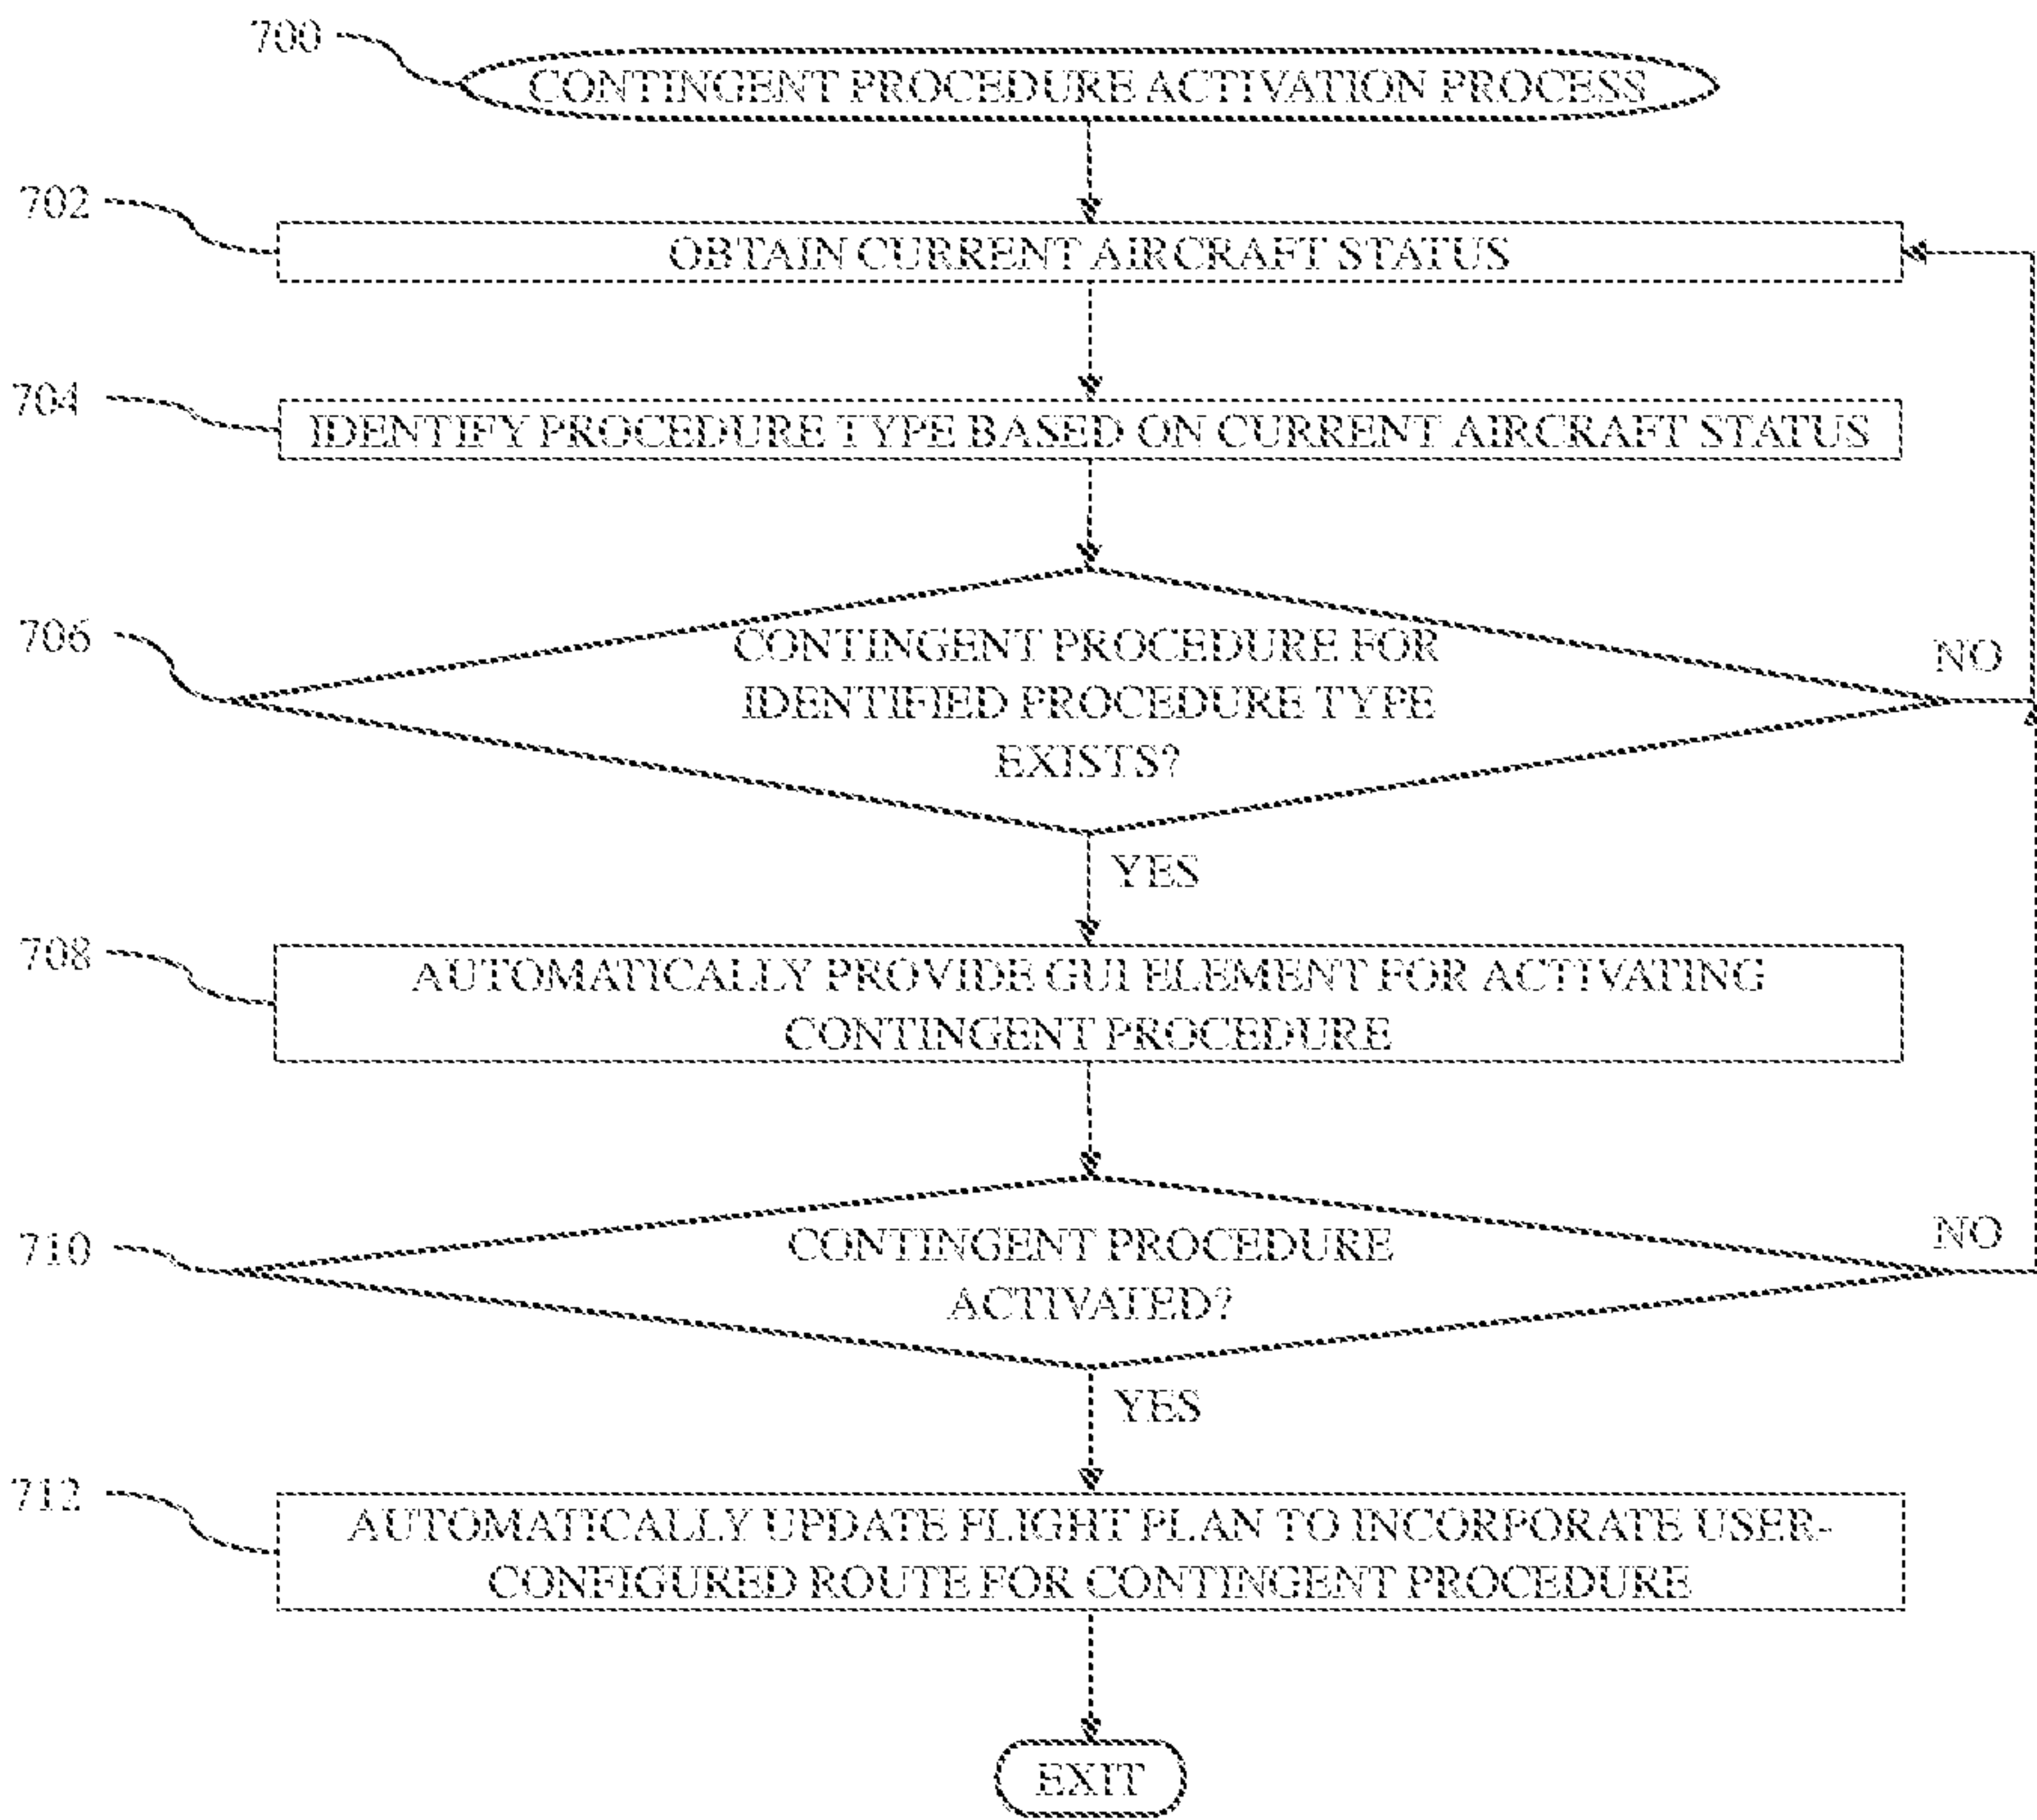 700
CONTINGENT PROCEDURE ACTIVATION PROCESS
702
OBTAIN CURRENT AIRCRAFT STATUS
704
IDENTIFY PROCEDURE TYPE BASED ON CURRENT AIRCRAFT STATUS
706
CONTINGENT PROCEDURE FOR
IDENTIFIED PROCEDURE TYPE
EXISTS?
NO
YES
708
AUTOMATICALLY PROVIDE GUI ELEMENT FOR ACTIVATING
CONTINGENT PROCEDURE
710
CONTINGENT PROCEDURE
ACTIVATED?
NO
YES
712
AUTOMATICALLY UPDATE FLIGHT PLAN TO INCORPORATE USER-
CONFIGURED ROUTE FOR CONTINGENT PROCEDURE
EXIT